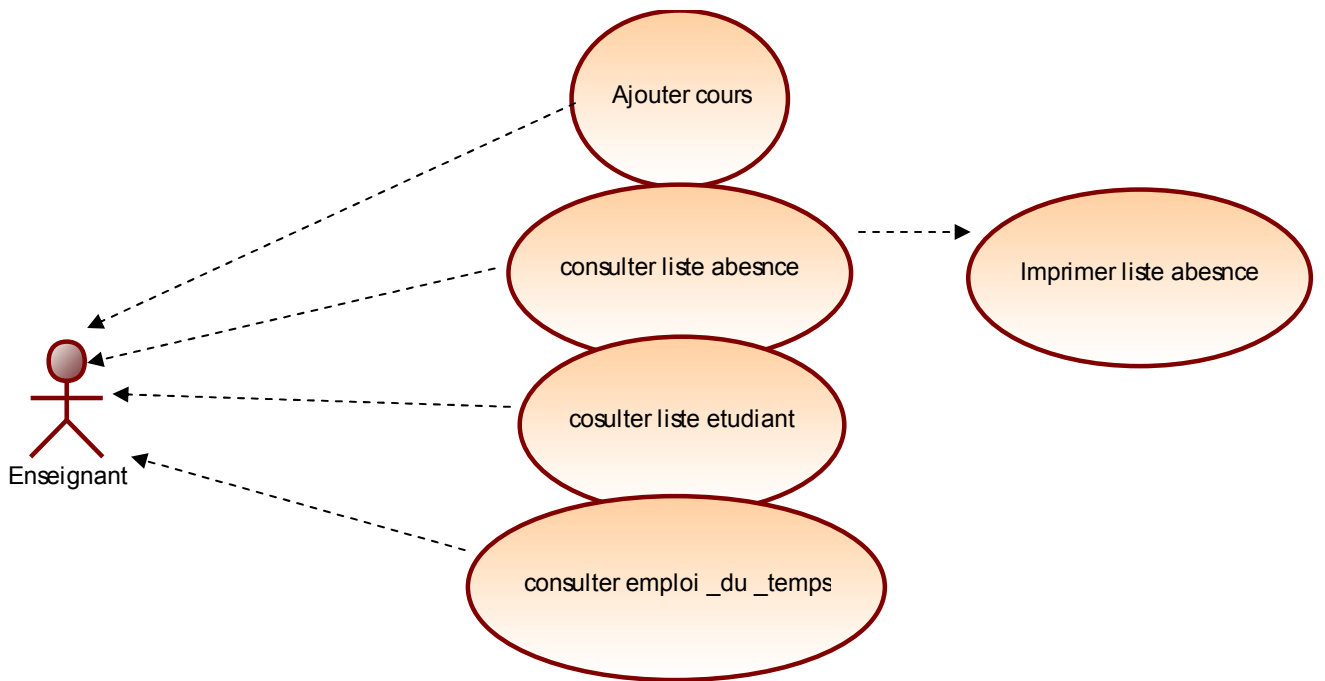 Ajouter cours
consulter liste abesnce
Imprimer liste abesnce
cosulter liste etudiant
Enseignant
consulter emploi _du _temps